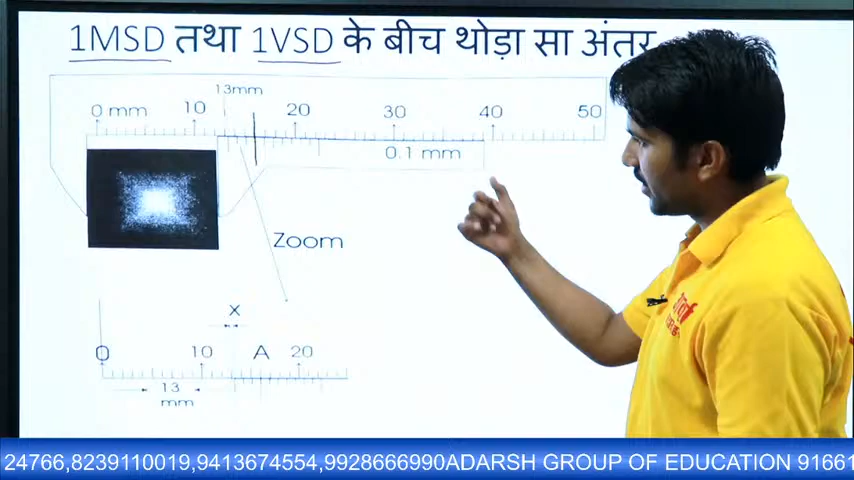 1MSD तथा 1VSD के बीच थोड़ा सा अंतर
13mm
0 mm 10 20 30 40 50
0.1 mm
Zoom
x
0 10 A 20
13
mm
24766,8239110019,9413674554,9928666990ADARSH GROUP OF EDUCATION 91661